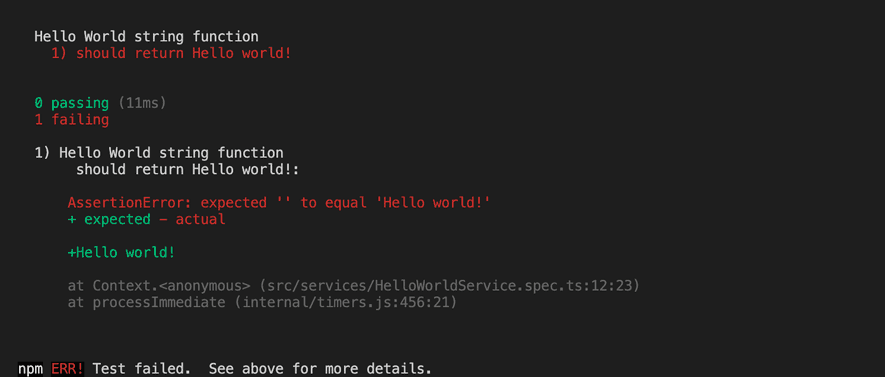 Hello World string function
1) should return Hello world!
0 passing (11ms)
1 failing
1) Hello World string function
should return Hello world!:
AssertionError: expected '' to equal 'Hello world!'
+ expected - actual
+Hello world!
at Context.<anonymous> (src/services/HelloWorldService.spec.ts:12:23)
at processImmediate (internal/timers.js:456:21)
npm ERR! Test failed.  See above for more details.